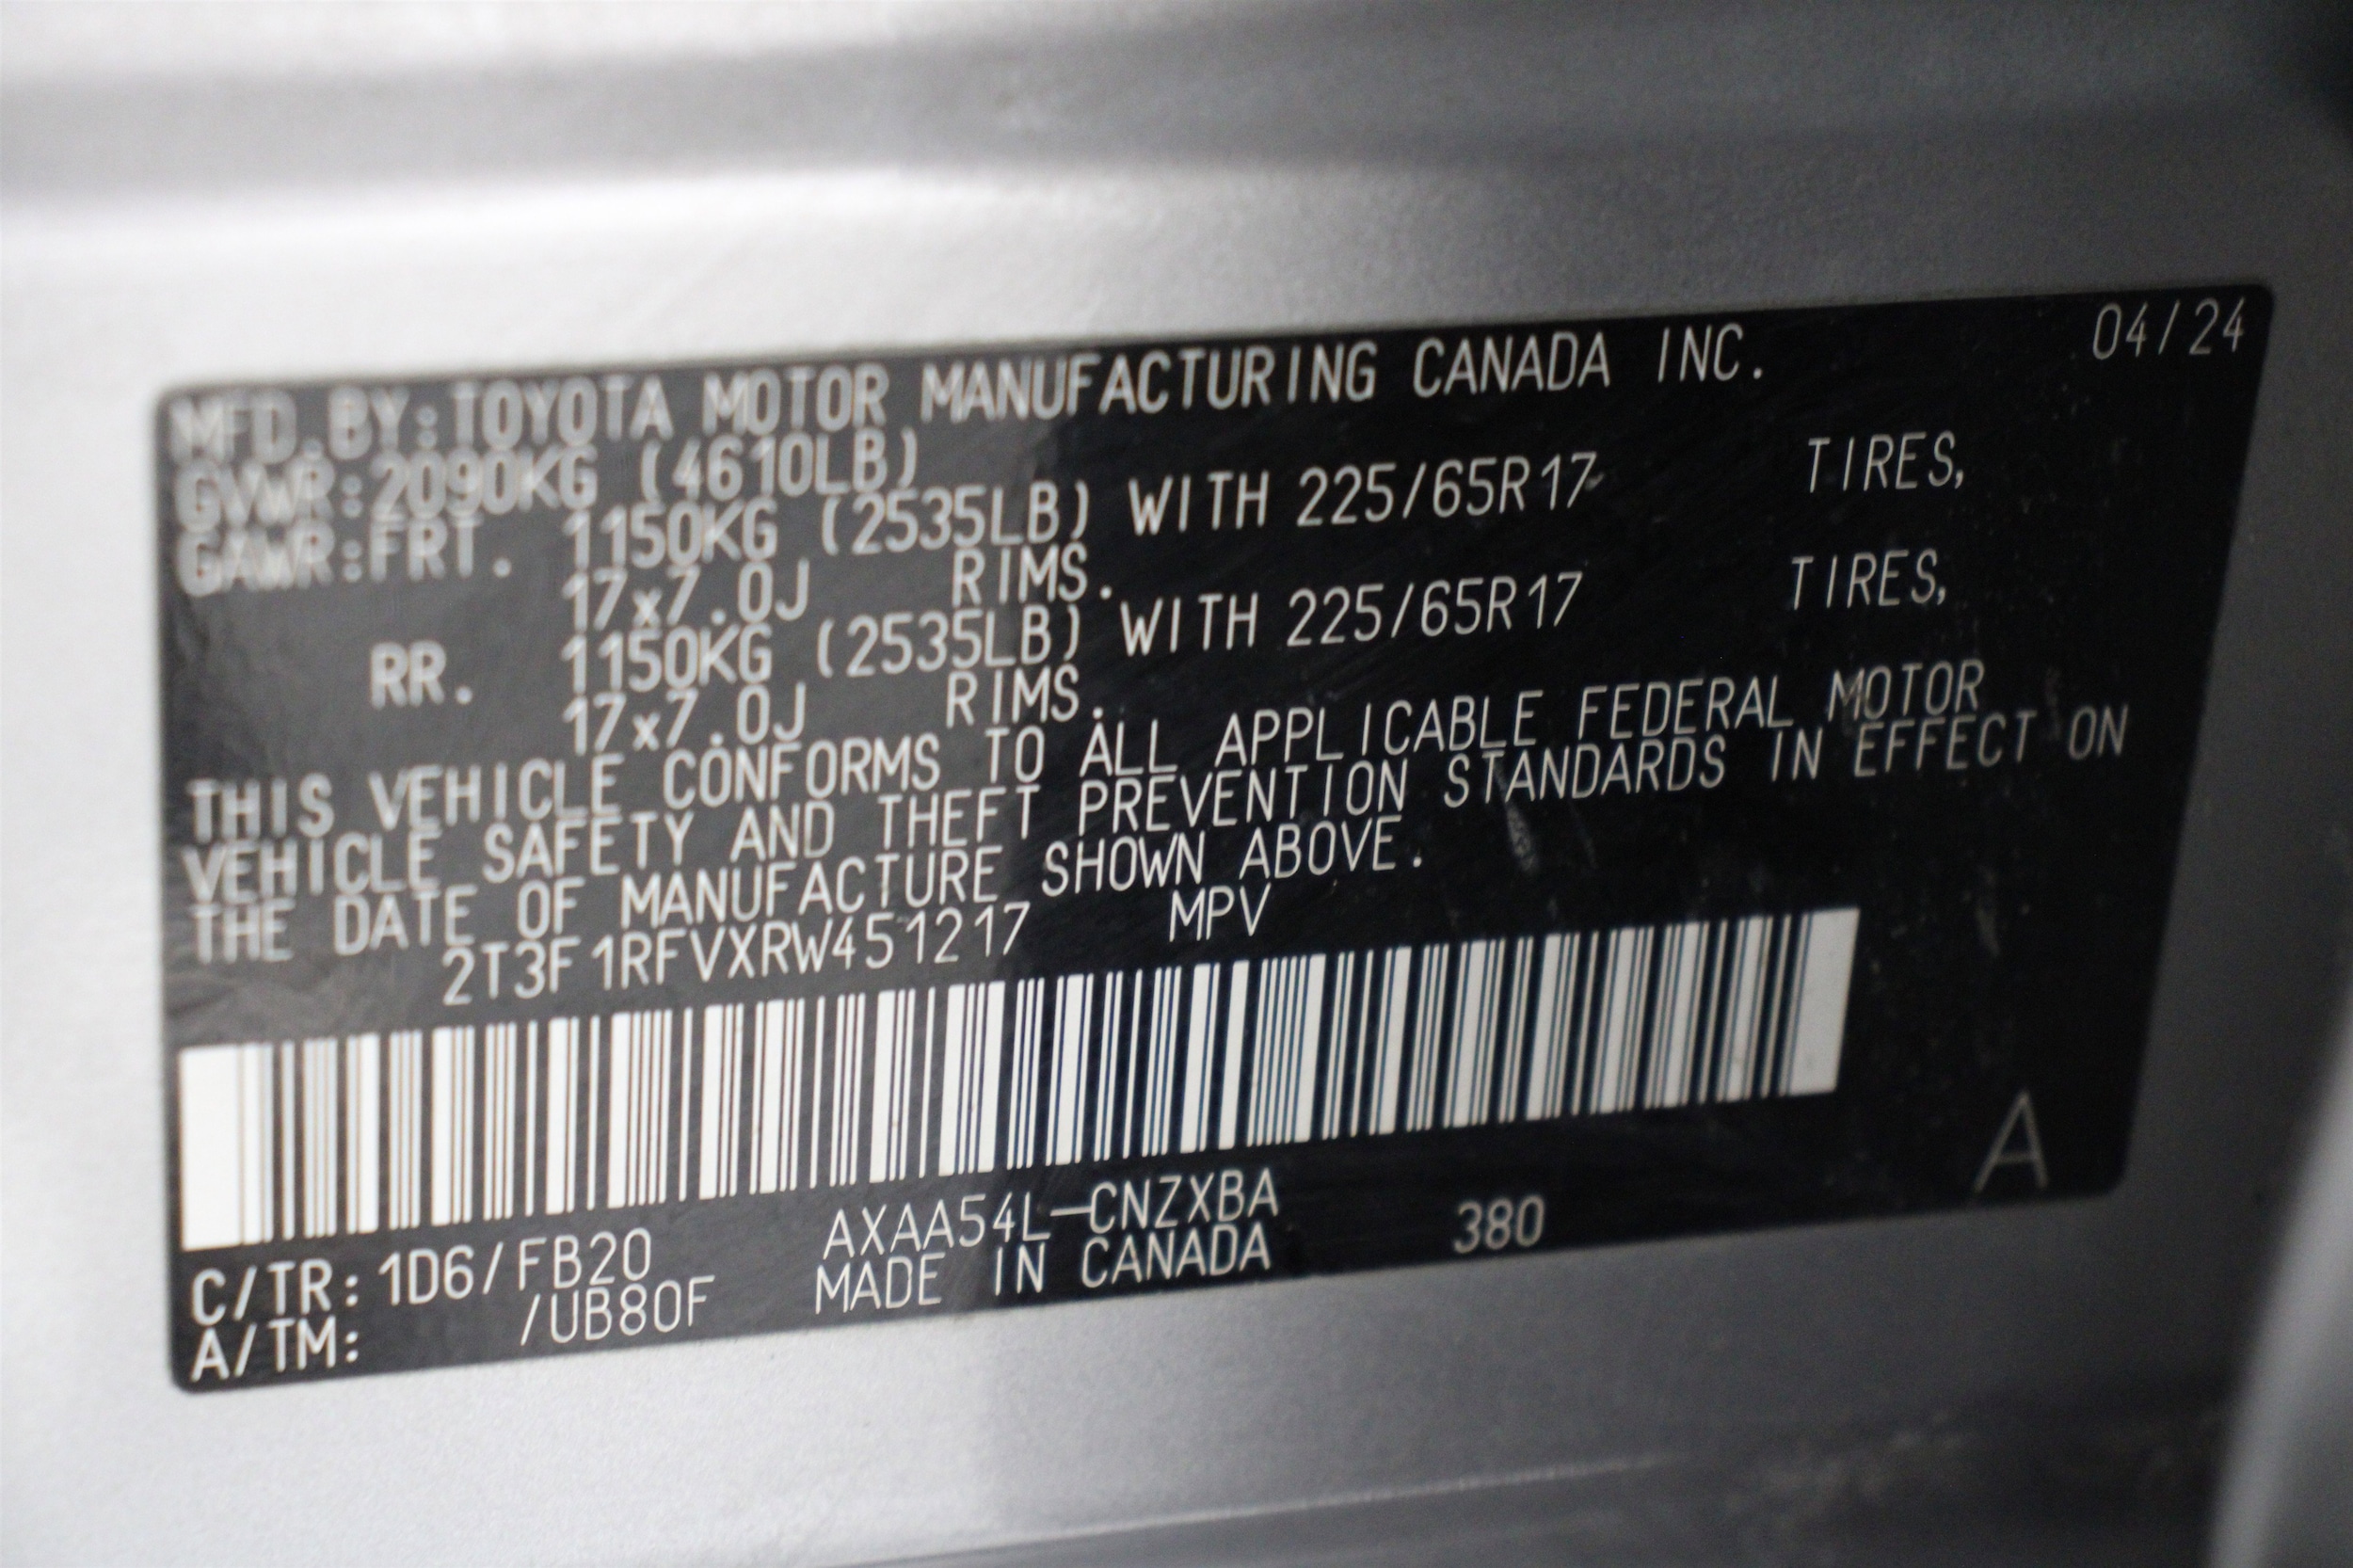 04/24
MFD.BY:TOYOTA MOTOR MANUFACTURING CANADA INC.
GVWR:2090KG (4610LB)
GAWR:FRT. 1150KG (2535LB) WITH 225/65R17 TIRES,
17x7.0J RIMS.
RR. 1150KG (2535LB) WITH 225/65R17 TIRES,
17x7.0J RIMS.
THIS VEHICLE CONFORMS TO ALL APPLICABLE FEDERAL MOTOR
VEHICLE SAFETY AND THEFT PREVENTION STANDARDS IN EFFECT ON
THE DATE OF MANUFACTURE SHOWN ABOVE.
2T3F1RFVXRW451217 MPV
A
C/TR:1D6/FB20 AXAA54L-CNZXBA 380
A/TM: /UB80F MADE IN CANADA